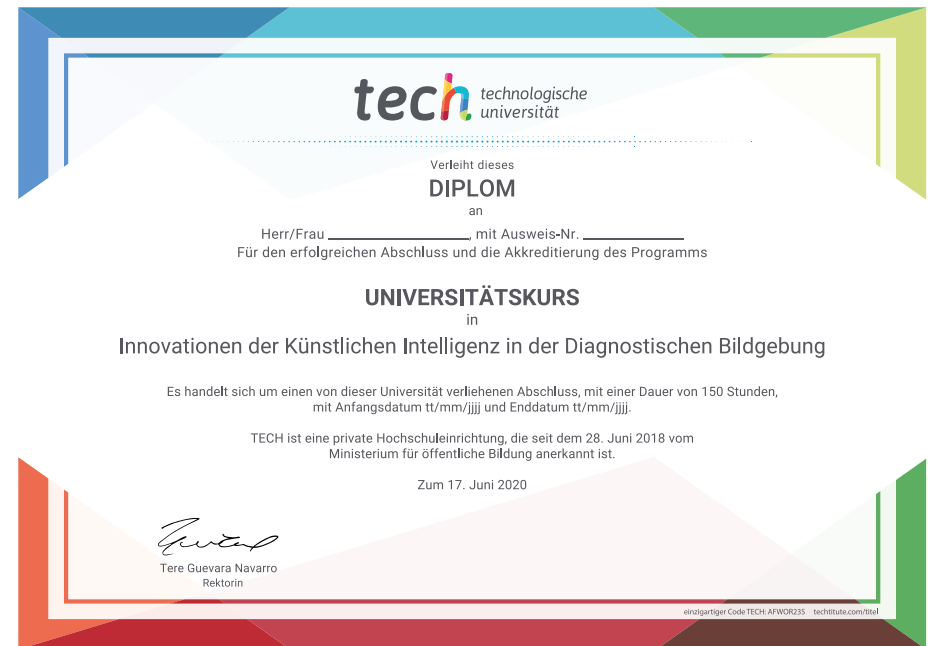 tech technologische
universität
Verleiht dieses
DIPLOM
an
Herr/Frau ____________________, mit Ausweis-Nr. ______________
Für den erfolgreichen Abschluss und die Akkreditierung des Programms
UNIVERSITÄTSKURS
in
Innovationen der Künstlichen Intelligenz in der Diagnostischen Bildgebung
Es handelt sich um einen von dieser Universität verliehenen Abschluss, mit einer Dauer von 150 Stunden,
mit Anfangsdatum tt/mm/jjjj und Enddatum tt/mm/jjjj.
TECH ist eine private Hochschuleinrichtung, die seit dem 28. Juni 2018 vom
Ministerium für öffentliche Bildung anerkannt ist.
Zum 17. Juni 2020
Tere Guevara Navarro
Rektorin
einzigartiger Code TECH: AFWOR23S techtitute.com/titel